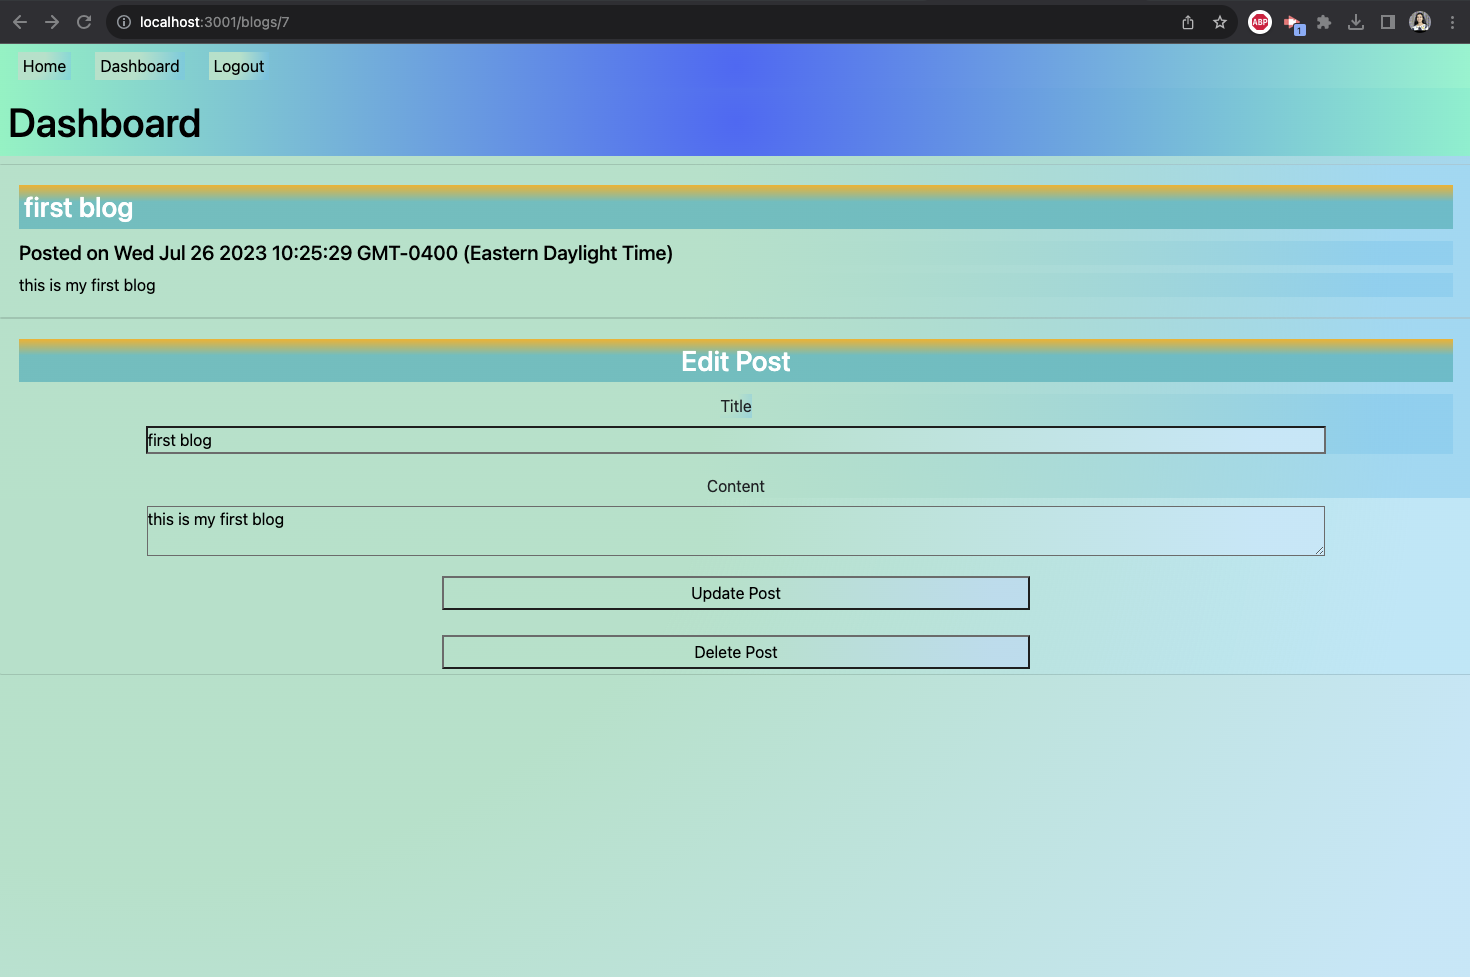 localhost:3001/blogs/7
ABP
1
Home Dashboard Logout
Dashboard
first blog
Posted on Wed Jul 26 2023 10:25:29 GMT-0400 (Eastern Daylight Time)
this is my first blog
Edit Post
Title
first blog
Content
this is my first blog
Update Post
Delete Post